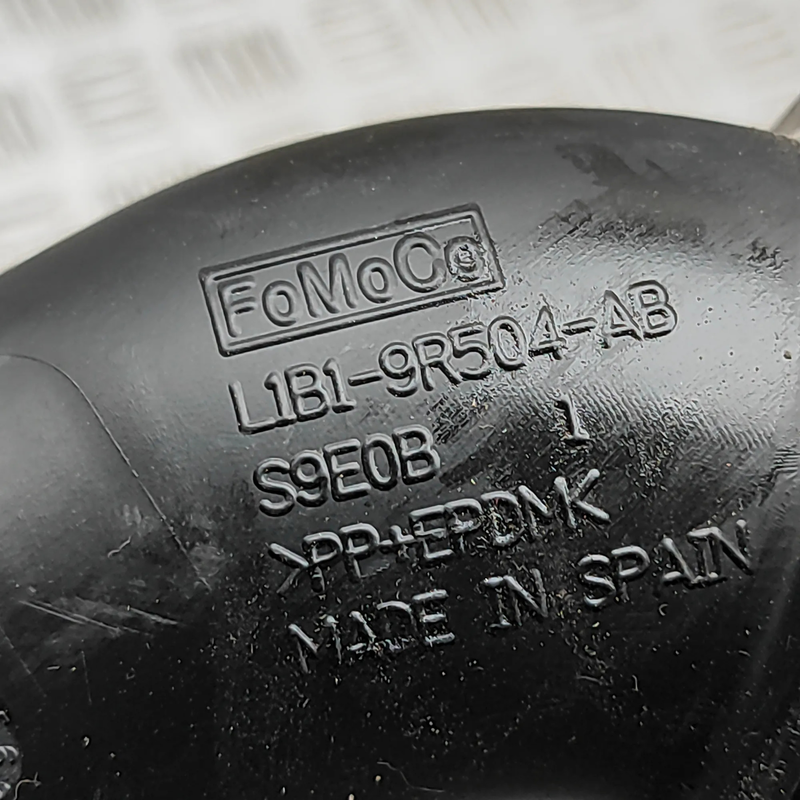 FoMoCo
L1B1-9R504-AB
S9E0B 1
>PP+EPDM<
MADE IN SPAIN